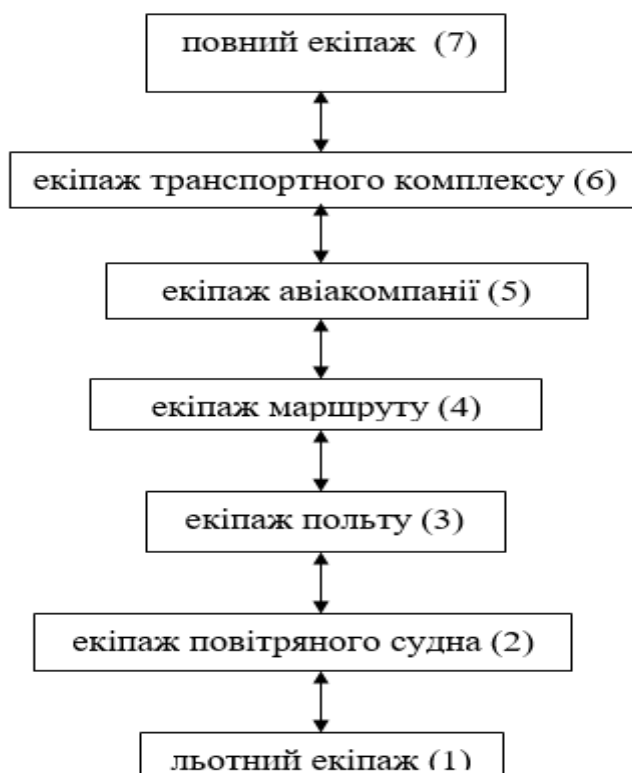 повний екіпаж (7)
екіпаж транспортного комплексу (6)
екіпаж авіакомпанії (5)
екіпаж маршруту (4)
екіпаж польту (3)
екіпаж повітряного судна (2)
льотний екіпаж (1)